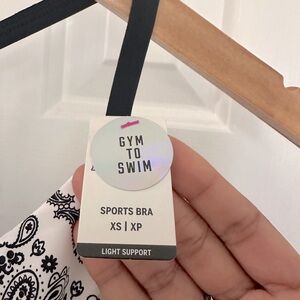 GYM
TO
SWIM
SPORTS BRA
XS | XP
LIGHT SUPPORT